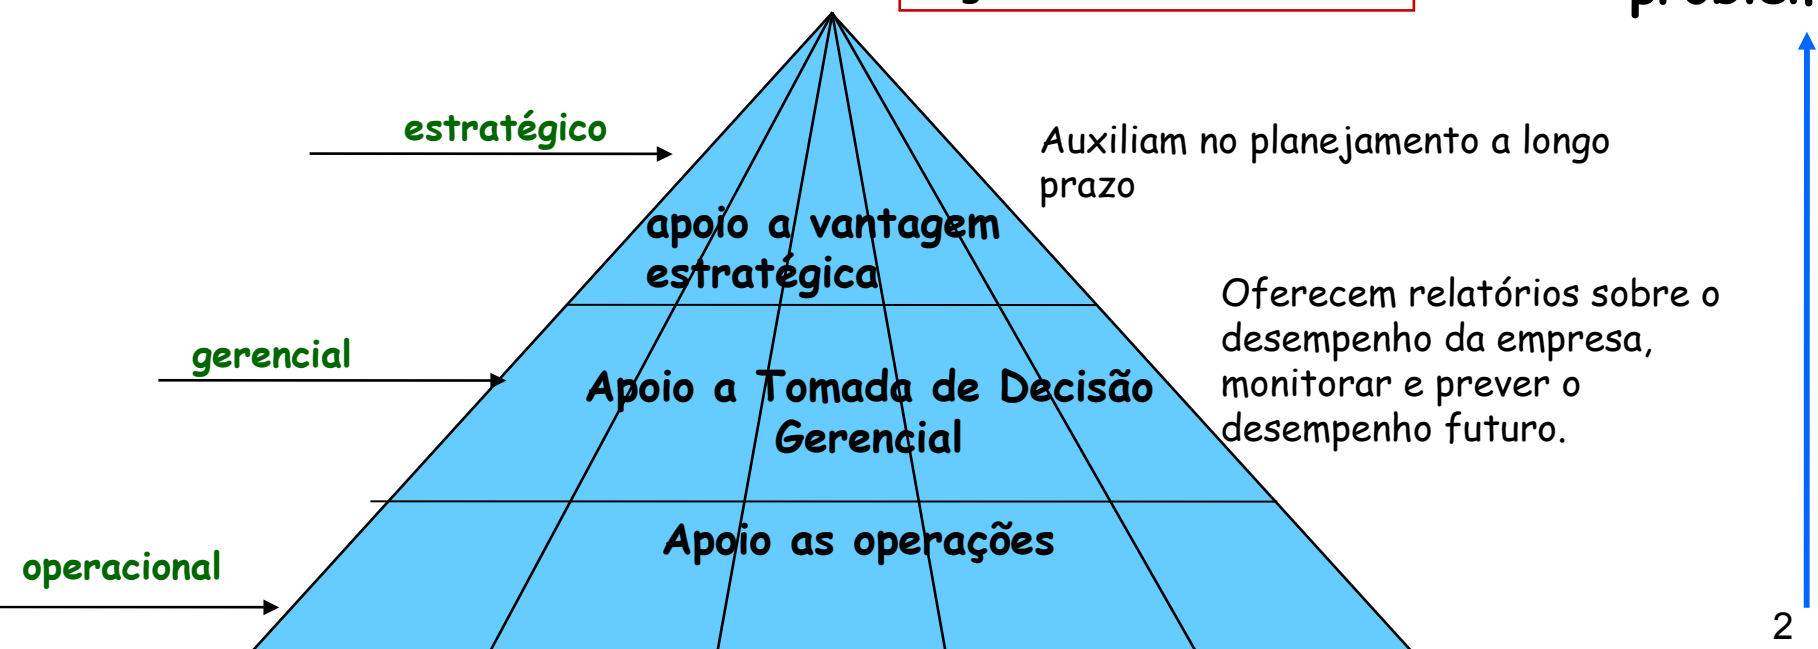 estratégico
Auxiliam no planejamento a longo
prazo
apoio a vantagem
estratégica
Oferecem relatórios sobre o
desempenho da empresa,
monitorar e prever o
desempenho futuro.
gerencial
Apoio a Tomada de Decisão
Gerencial
Apoio as operações
operacional
2